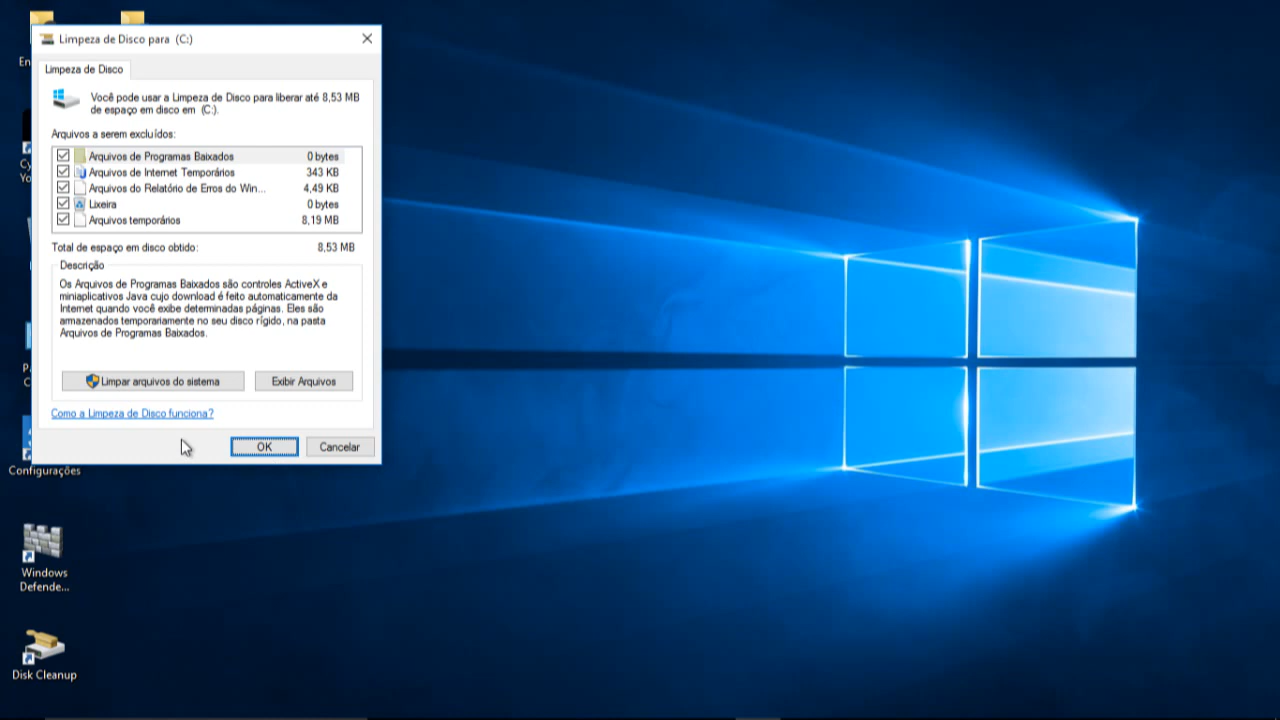 Limpeza de Disco para (C:)
Limpeza de Disco
Você pode usar a Limpeza de Disco para liberar até 8,53 MB
de espaço em disco em (C:).
Arquivos a serem excluídos:
Arquivos de Programas Baixados 0 bytes
Arquivos de Internet Temporários 343 KB
Arquivos do Relatório de Erros do Win... 4,49 KB
Lixeira 0 bytes
Arquivos temporários 8,19 MB
Total de espaço em disco obtido: 8,53 MB
Descrição
Os Arquivos de Programas Baixados são controles ActiveX e
miniaplicativos Java cujo download é feito automaticamente da
Internet quando você exibe determinadas páginas. Eles são
armazenados temporariamente no seu disco rígido, na pasta
Arquivos de Programas Baixados.
Limpar arquivos do sistema Exibir Arquivos
Como a Limpeza de Disco funciona?
OK Cancelar
Configurações
Windows
Defende...
Disk Cleanup